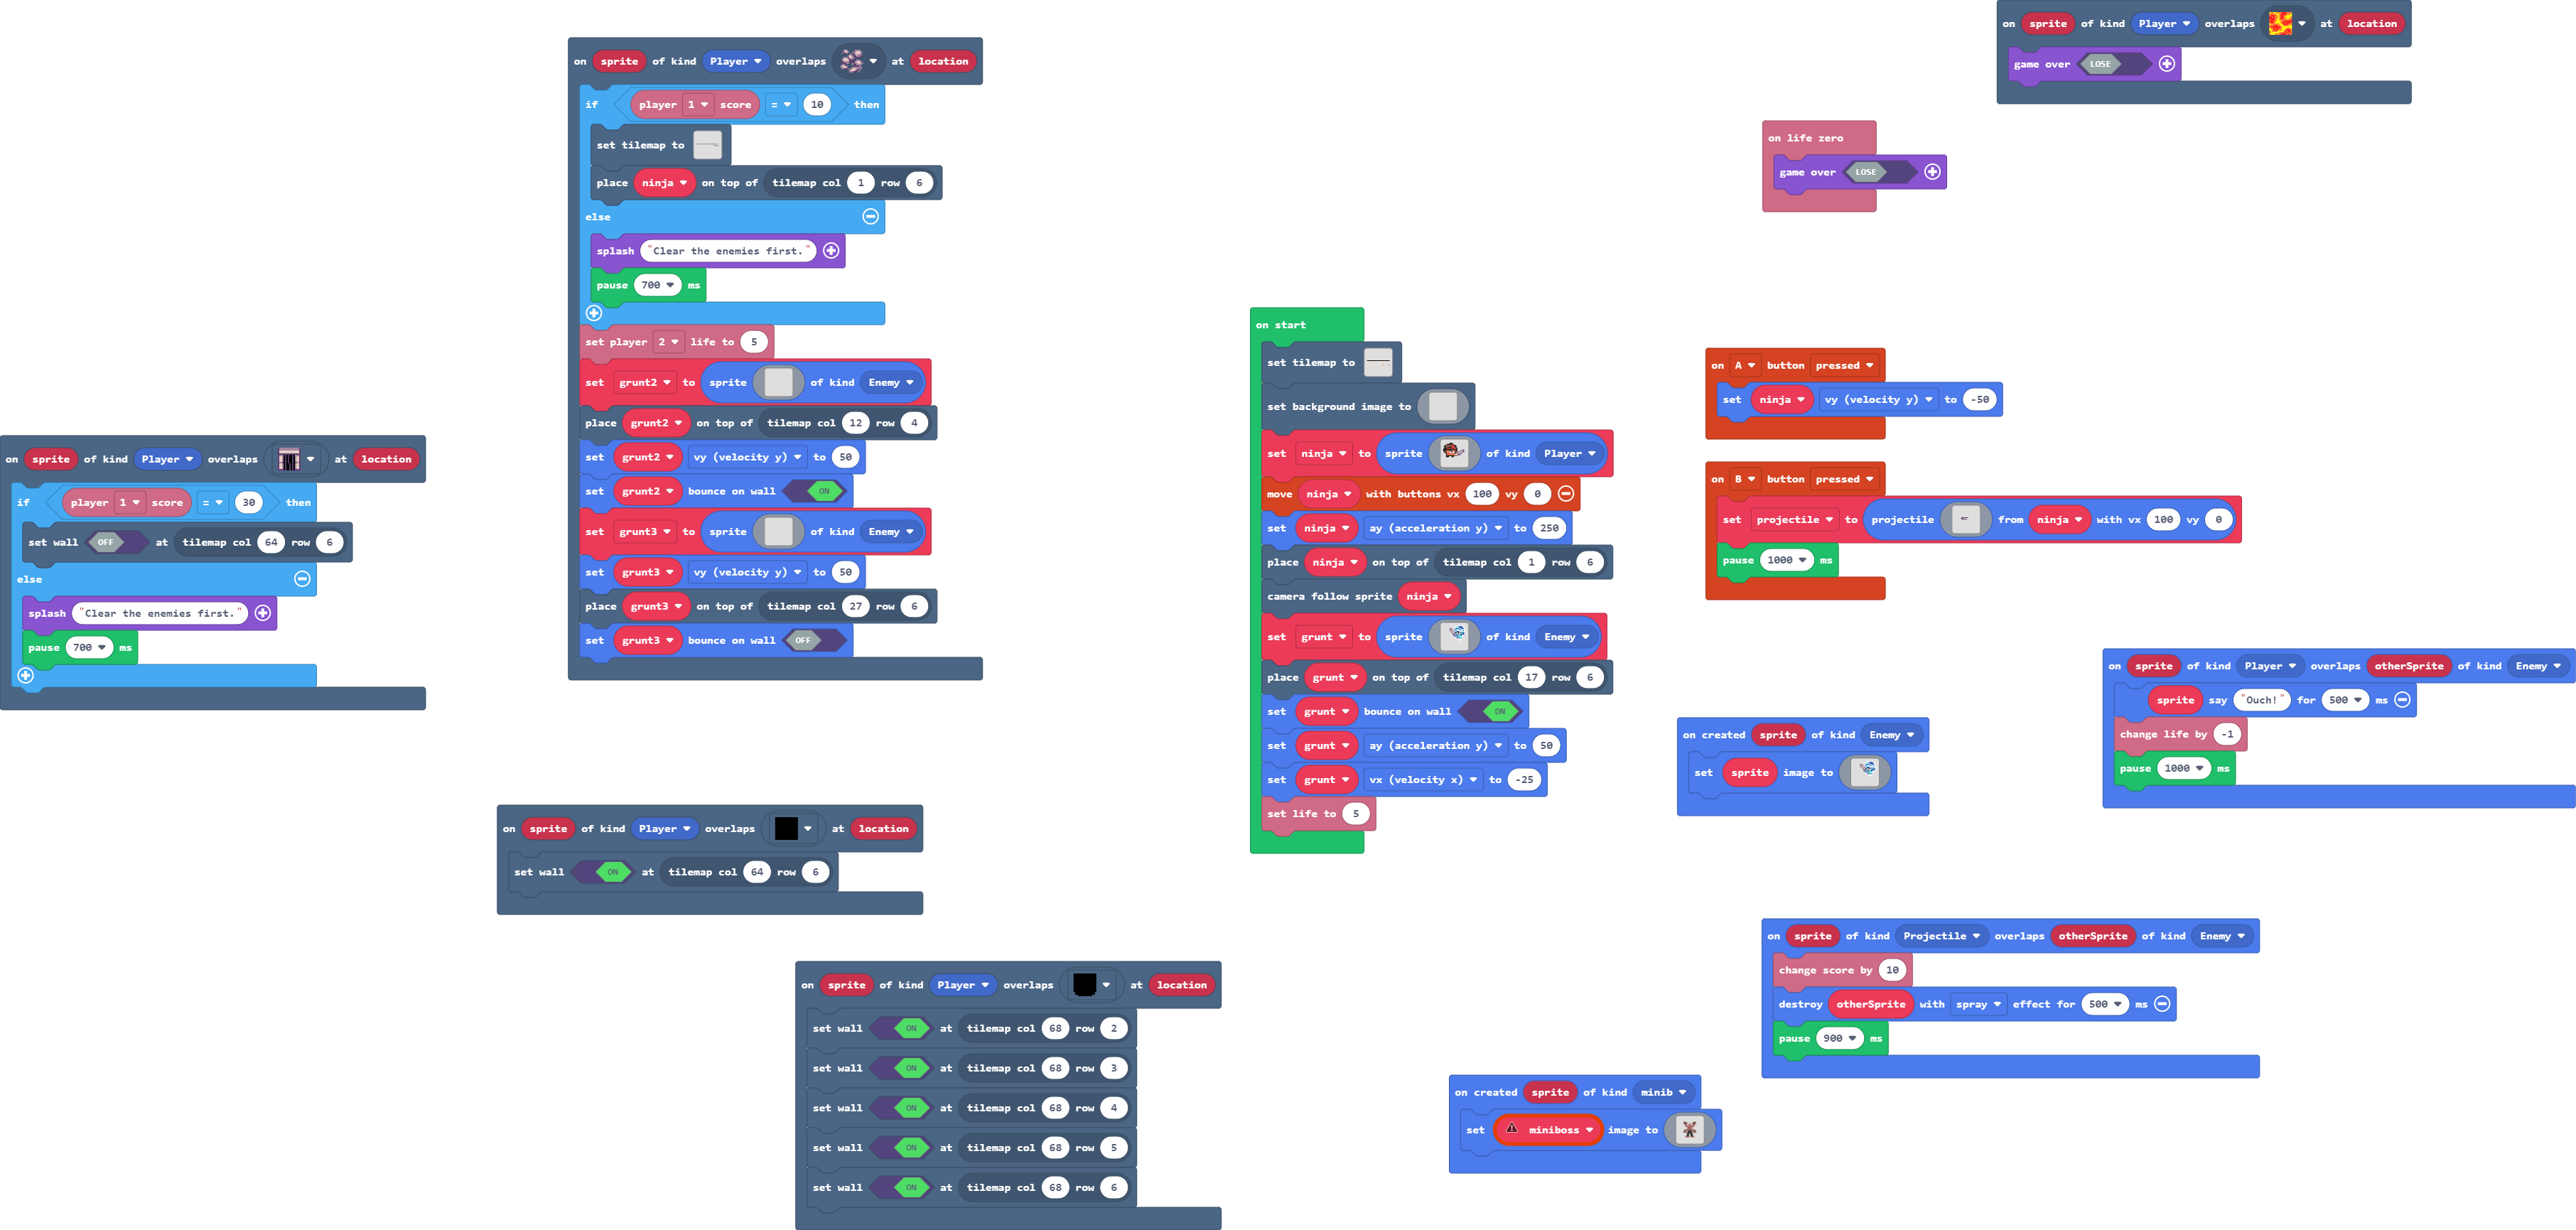 on sprite of kind Player overlaps at location
game over LOSE
on sprite of kind Player overlaps at location
if player 1 score = 10 then
set tilemap to
place ninja on top of tilemap col 1 row 6
else
splash "Clear the enemies first."
pause 700 ms
set player 2 life to 5
set grunt2 to sprite of kind Enemy
place grunt2 on top of tilemap col 12 row 4
set grunt2 vy (velocity y) to 50
set grunt2 bounce on wall ON
set grunt3 to sprite of kind Enemy
set grunt3 vy (velocity y) to 50
place grunt3 on top of tilemap col 27 row 6
set grunt3 bounce on wall OFF
on life zero
game over LOSE
on start
set tilemap to
set background image to
set ninja to sprite of kind Player
move ninja with buttons vx 100 vy 0
set ninja ay (acceleration y) to 250
place ninja on top of tilemap col 1 row 6
camera follow sprite ninja
set grunt to sprite of kind Enemy
place grunt on top of tilemap col 17 row 6
set grunt bounce on wall ON
set grunt ay (acceleration y) to 50
set grunt vx (velocity x) to -25
set life to 5
on A button pressed
set ninja vy (velocity y) to -50
on B button pressed
set projectile to projectile from ninja with vx 100 vy 0
pause 1000 ms
on sprite of kind Player overlaps at location
if player 1 score = 30 then
set wall OFF at tilemap col 64 row 6
else
splash "Clear the enemies first."
pause 700 ms
on sprite of kind Player overlaps otherSprite of kind Enemy
sprite say "Ouch!" for 500 ms
change life by -1
pause 1000 ms
on created sprite of kind Enemy
set sprite image to
on sprite of kind Player overlaps at location
set wall ON at tilemap col 64 row 6
on sprite of kind Projectile overlaps otherSprite of kind Enemy
change score by 10
destroy otherSprite with spray effect for 500 ms
pause 900 ms
on sprite of kind Player overlaps at location
set wall ON at tilemap col 68 row 2
set wall ON at tilemap col 68 row 3
set wall ON at tilemap col 68 row 4
set wall ON at tilemap col 68 row 5
set wall ON at tilemap col 68 row 6
on created sprite of kind minib
set miniboss image to